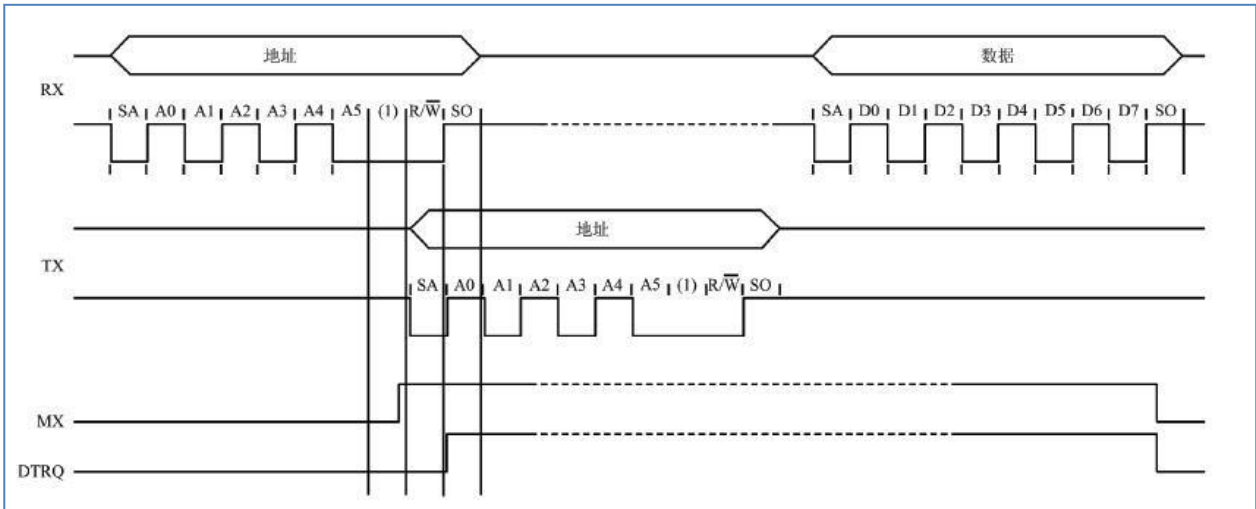 地址
数据
RX
SA A0 A1 A2 A3 A4 A5 (1) R/W̅ SO
SA D0 D1 D2 D3 D4 D5 D6 D7 SO
地址
TX
SA A0 A1 A2 A3 A4 A5 (1) R/W̅ SO
MX
DTRQ